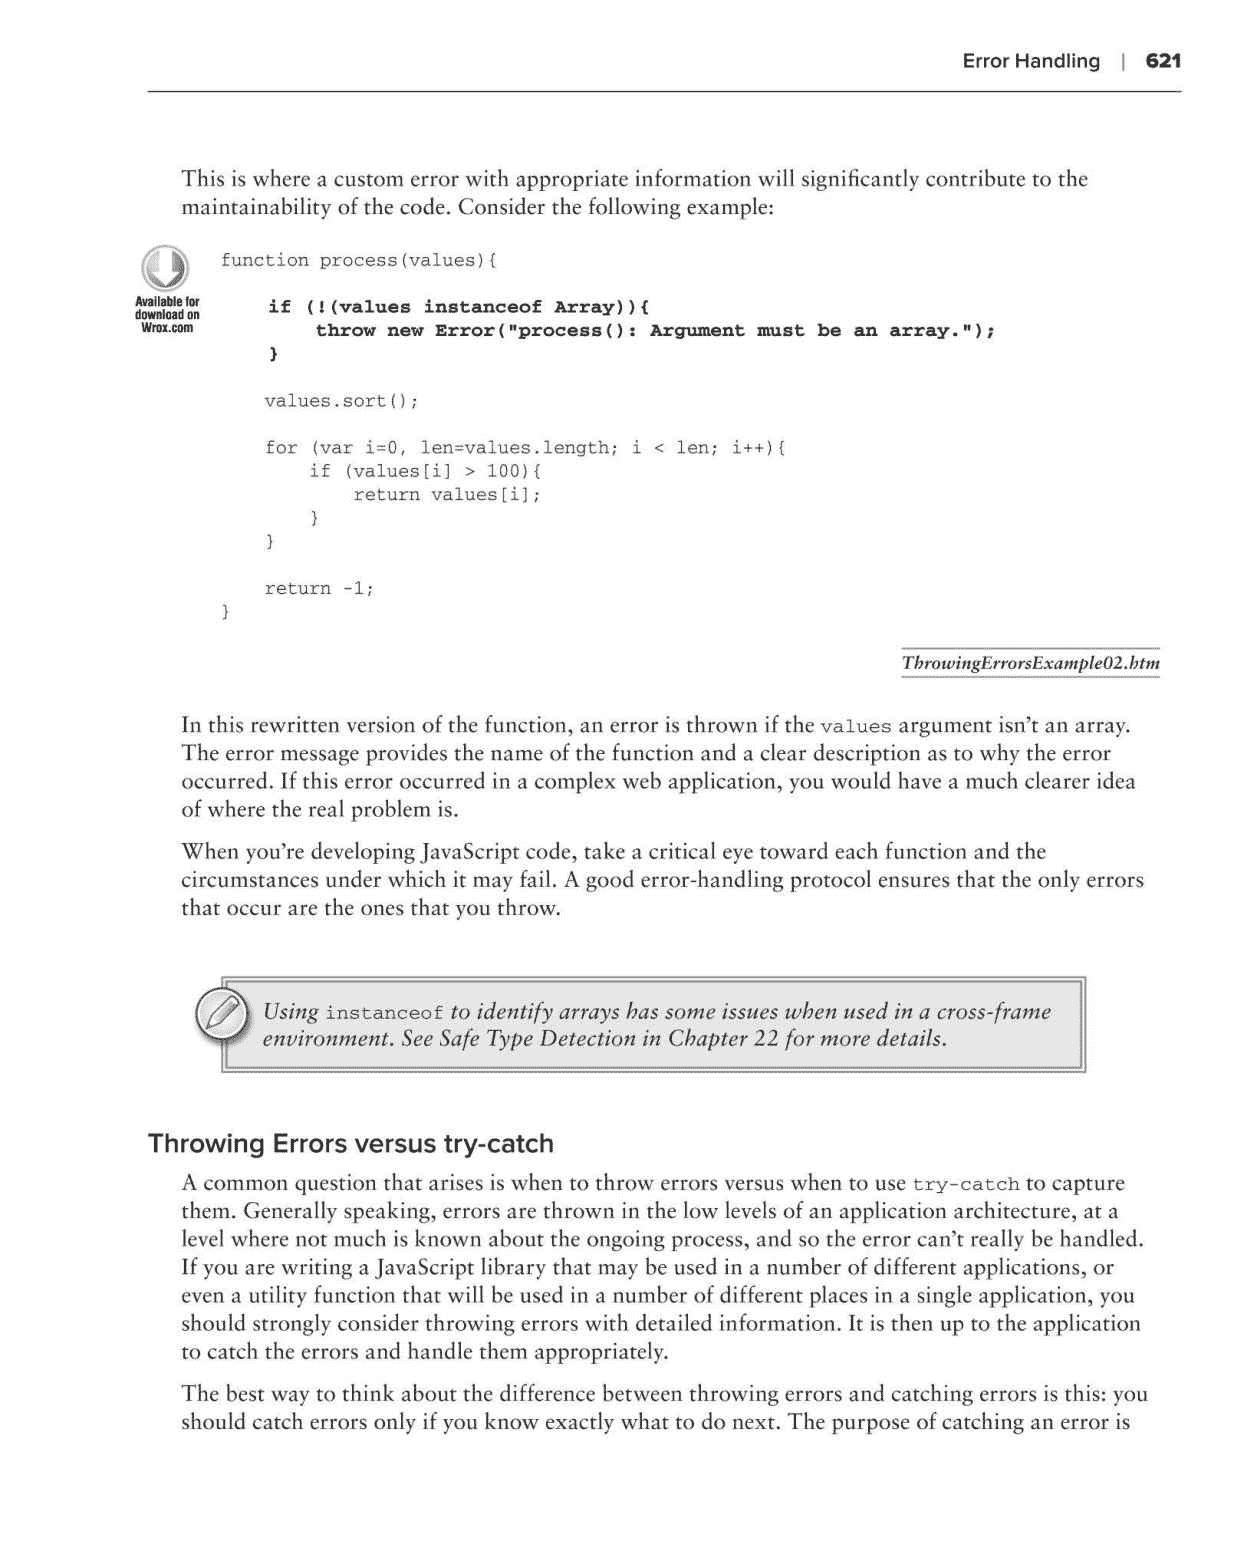 Error Handling | 621
This is where a custom error with appropriate information will significantly contribute to the
maintainability of the code. Consider the following example:
function process(values){
Available for
download on
Wrox.com
if (!(values instanceof Array)){
throw new Error("process(): Argument must be an array.");
}
values.sort();
for (var i=0, len=values.length; i < len; i++){
if (values[i] > 100){
return values[i];
}
}
return -1;
}
ThrowingErrorsExample02.htm
In this rewritten version of the function, an error is thrown if the values argument isn’t an array.
The error message provides the name of the function and a clear description as to why the error
occurred. If this error occurred in a complex web application, you would have a much clearer idea
of where the real problem is.
When you’re developing JavaScript code, take a critical eye toward each function and the
circumstances under which it may fail. A good error-handling protocol ensures that the only errors
that occur are the ones that you throw.
Using instanceof to identify arrays has some issues when used in a cross-frame
environment. See Safe Type Detection in Chapter 22 for more details.
Throwing Errors versus try-catch
A common question that arises is when to throw errors versus when to use try-catch to capture
them. Generally speaking, errors are thrown in the low levels of an application architecture, at a
level where not much is known about the ongoing process, and so the error can’t really be handled.
If you are writing a JavaScript library that may be used in a number of different applications, or
even a utility function that will be used in a number of different places in a single application, you
should strongly consider throwing errors with detailed information. It is then up to the application
to catch the errors and handle them appropriately.
The best way to think about the difference between throwing errors and catching errors is this: you
should catch errors only if you know exactly what to do next. The purpose of catching an error is